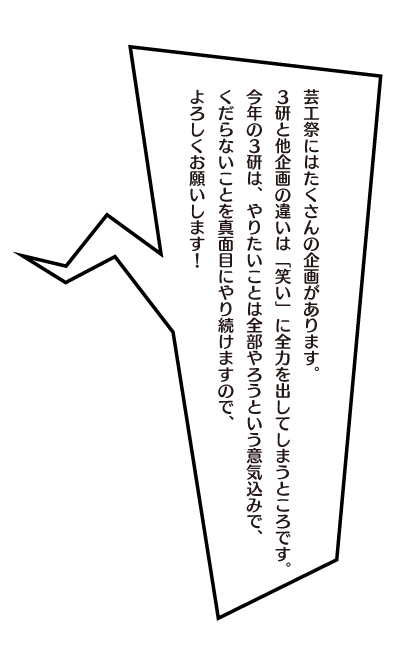 芸工祭にはたくさんの企画があります。
3研と他企画の違いは「笑い」に全力を出してしまうところです。
今年の3研は、やりたいことは全部やろうという意気込みで、
くだらないことを真面目にやり続けますので、
よろしくお願いします！